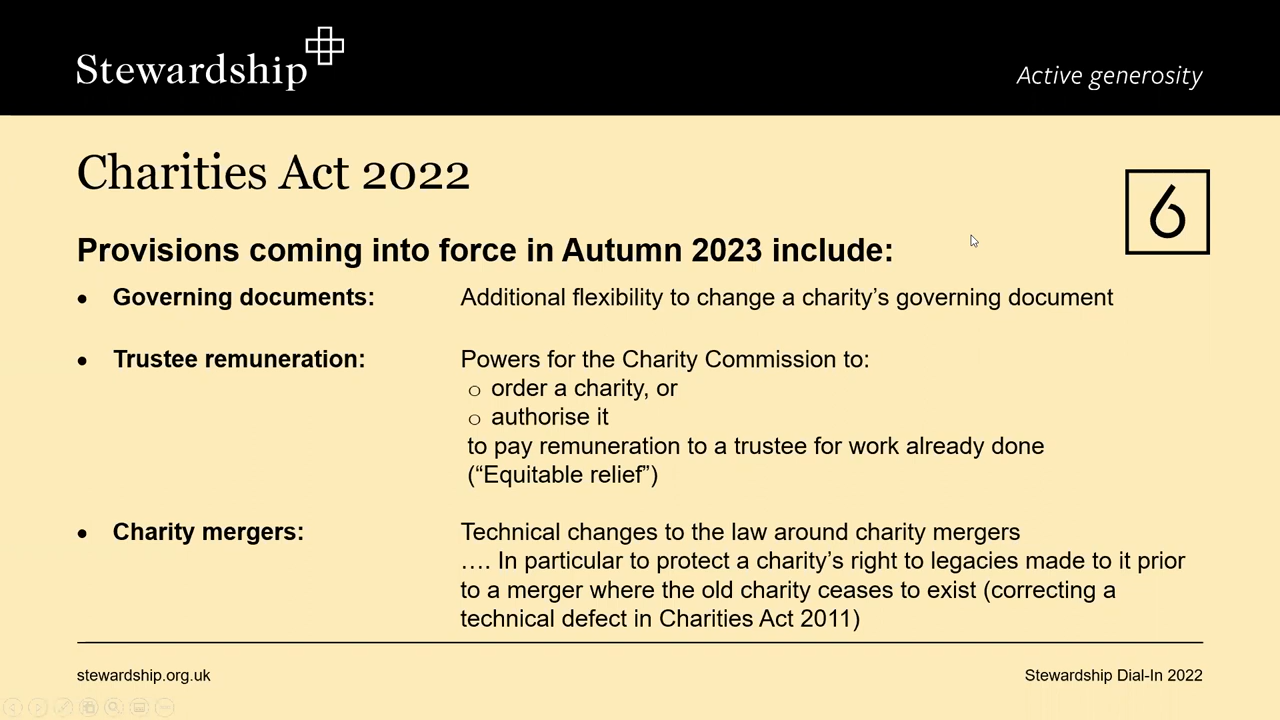 Stewardship
Active generosity
Charities Act 2022
6
Provisions coming into force in Autumn 2023 include:
• Governing documents: Additional flexibility to change a charity’s governing document
• Trustee remuneration: Powers for the Charity Commission to:
o order a charity, or
o authorise it
to pay remuneration to a trustee for work already done
(“Equitable relief”)
• Charity mergers: Technical changes to the law around charity mergers
…. In particular to protect a charity’s right to legacies made to it prior
to a merger where the old charity ceases to exist (correcting a
technical defect in Charities Act 2011)
stewardship.org.uk
Stewardship Dial-In 2022